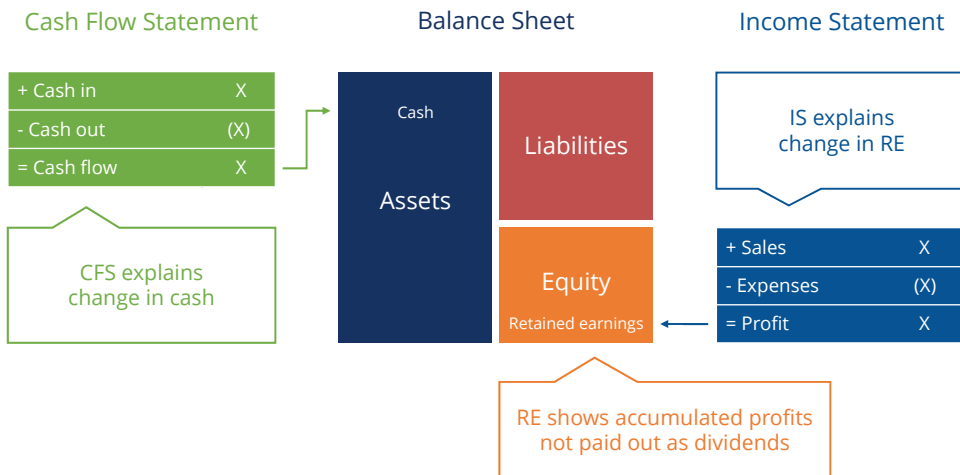 Cash Flow Statement
Balance Sheet
Income Statement
+ Cash in X
- Cash out (X)
= Cash flow X
CFS explains
change in cash
Cash
Assets
Liabilities
Equity
Retained earnings
IS explains
change in RE
+ Sales X
- Expenses (X)
= Profit X
RE shows accumulated profits
not paid out as dividends